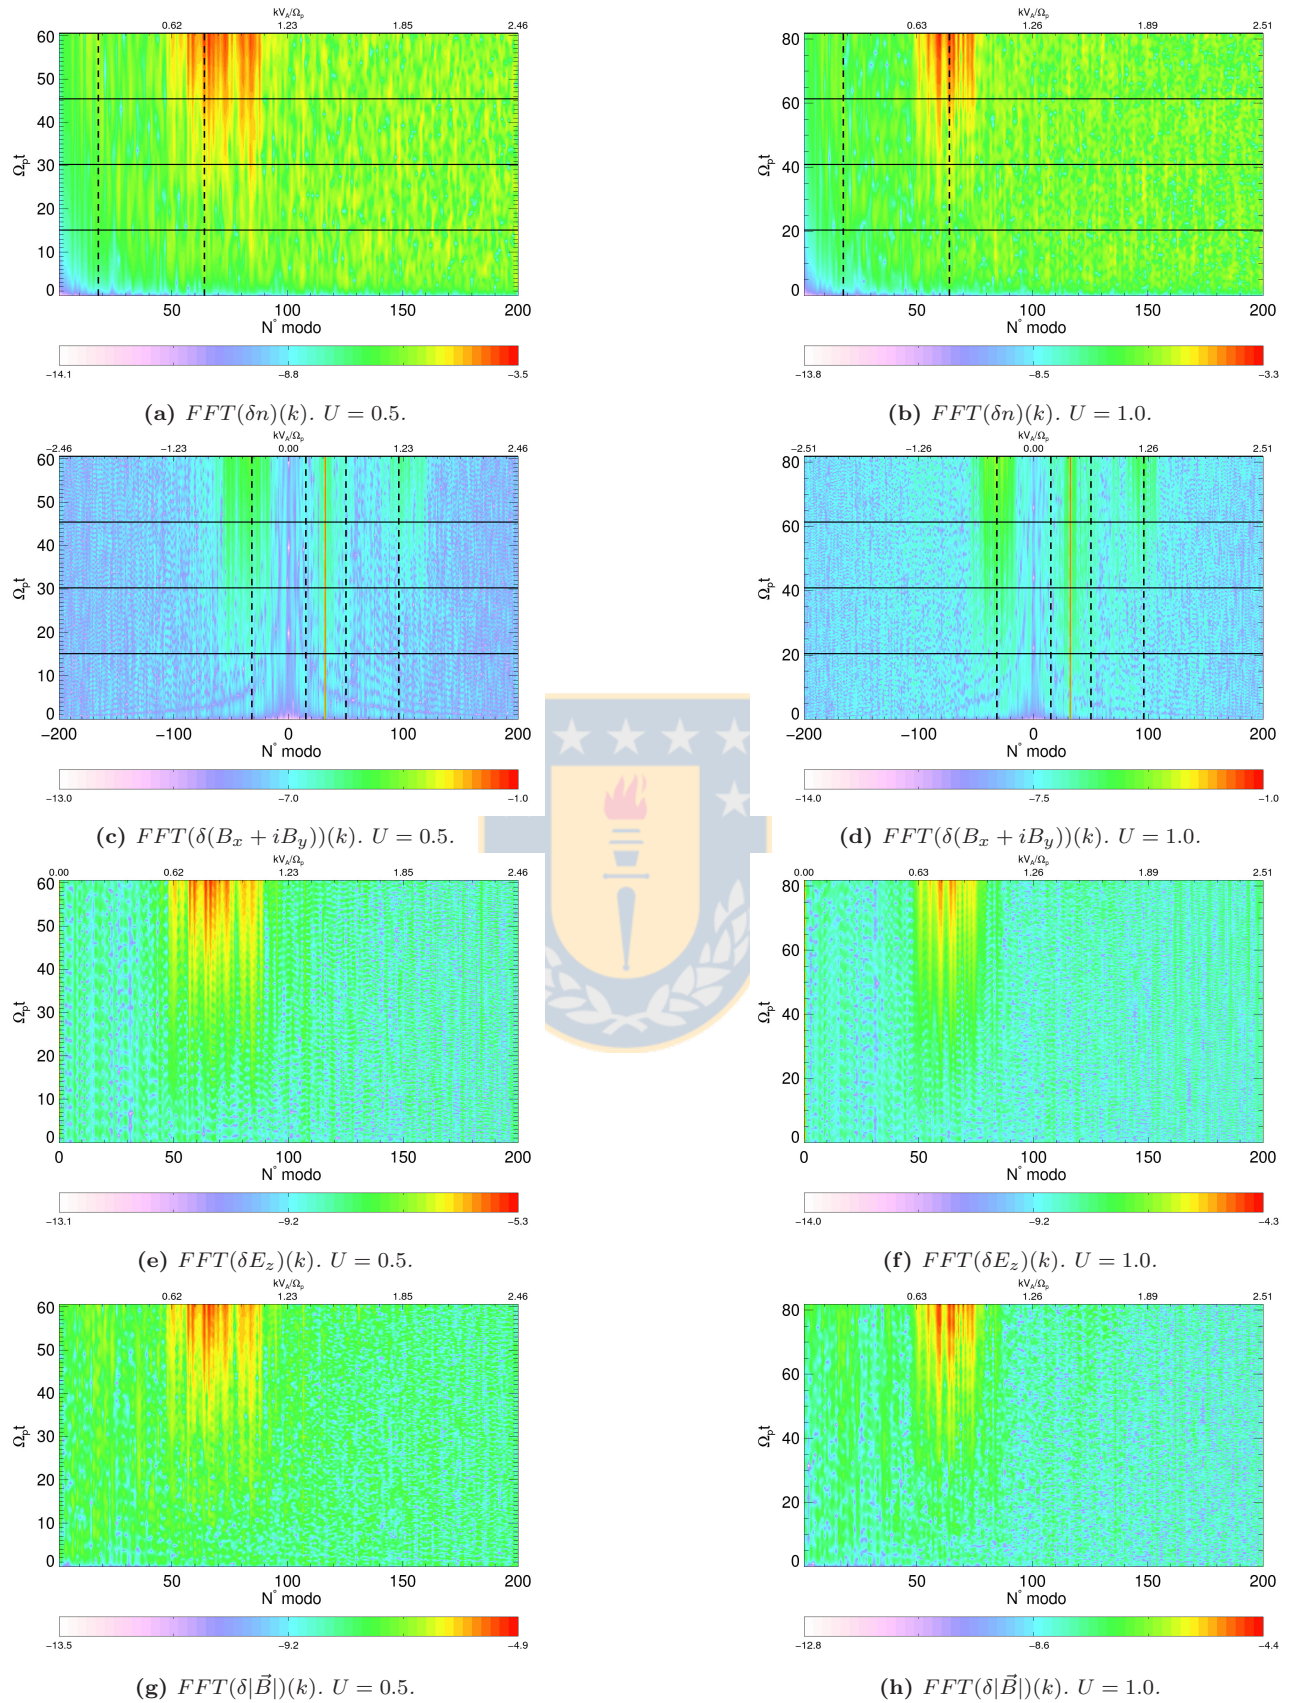 kV_A/Ω_p kV_A/Ω_p
0.62 1.23 1.85 2.46 0.63 1.26 1.89 2.51
60 80
50
40 60
Ω_pt Ω_pt
30 40
20 20
10
0 0
50 100 150 200 50 100 150 200
N° modo N° modo
−14.1 −8.8 −3.5 −13.8 −8.5 −3.3
(a) FFT(δn)(k). U = 0.5. (b) FFT(δn)(k). U = 1.0.
kV_A/Ω_p kV_A/Ω_p
−2.46 −1.23 0.00 1.23 2.46 −2.51 −1.26 0.00 1.26 2.51
60 80
50
40 60
Ω_pt Ω_pt
30 40
20 20
10
0 0
−200 −100 0 100 200 −200 −100 0 100 200
N° modo N° modo
−13.0 −7.0 −1.0 −14.0 −7.5 −1.0
(c) FFT(δ(B_x + iB_y))(k). U = 0.5. (d) FFT(δ(B_x + iB_y))(k). U = 1.0.
kV_A/Ω_p kV_A/Ω_p
0.00 0.62 1.23 1.85 2.46 0.00 0.63 1.26 1.89 2.51
60 80
50
40 60
Ω_pt Ω_pt
30 40
20 20
10
0 0
0 50 100 150 200 0 50 100 150 200
N° modo N° modo
−13.1 −9.2 −5.3 −14.0 −9.2 −4.3
(e) FFT(δE_z)(k). U = 0.5. (f) FFT(δE_z)(k). U = 1.0.
kV_A/Ω_p kV_A/Ω_p
0.62 1.23 1.85 2.46 0.63 1.26 1.89 2.51
60 80
50
40 60
Ω_pt Ω_pt
30 40
20 20
10
0 0
50 100 150 200 50 100 150 200
N° modo N° modo
−13.5 −9.2 −4.9 −12.8 −8.6 −4.4
(g) FFT(δ|B⃗|)(k). U = 0.5. (h) FFT(δ|B⃗|)(k). U = 1.0.